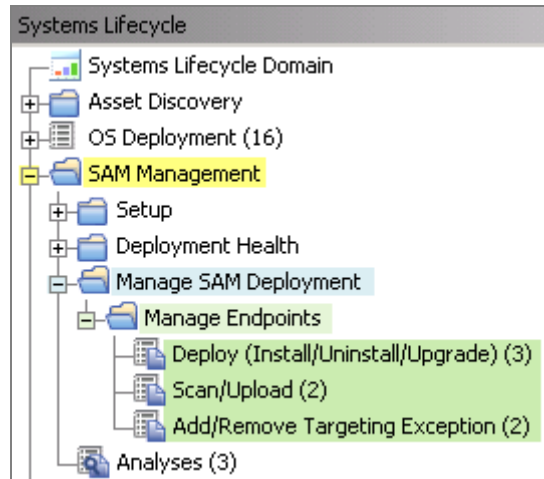 Systems Lifecycle
Systems Lifecycle Domain
Asset Discovery
OS Deployment (16)
SAM Management
Setup
Deployment Health
Manage SAM Deployment
Manage Endpoints
Deploy (Install/Uninstall/Upgrade) (3)
Scan/Upload (2)
Add/Remove Targeting Exception (2)
Analyses (3)